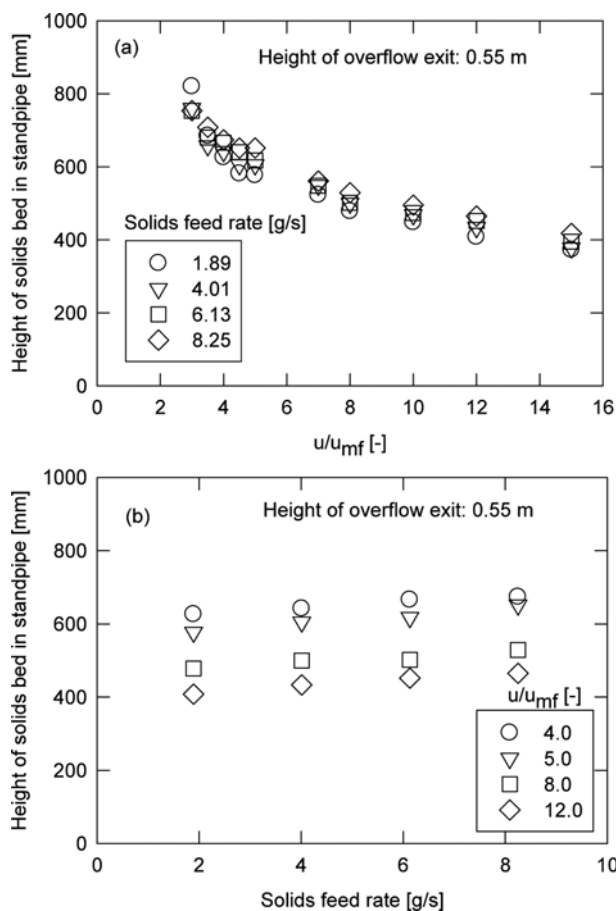 (a)
Height of overflow exit: 0.55 m
Height of solids bed in standpipe [mm]
1000
800
600
400
200
0
Solids feed rate [g/s]
1.89
4.01
6.13
8.25
0 2 4 6 8 10 12 14 16
u/umf [-]
(b)
Height of overflow exit: 0.55 m
Height of solids bed in standpipe [mm]
1000
800
600
400
200
0
u/umf [-]
4.0
5.0
8.0
12.0
0 2 4 6 8 10
Solids feed rate [g/s]